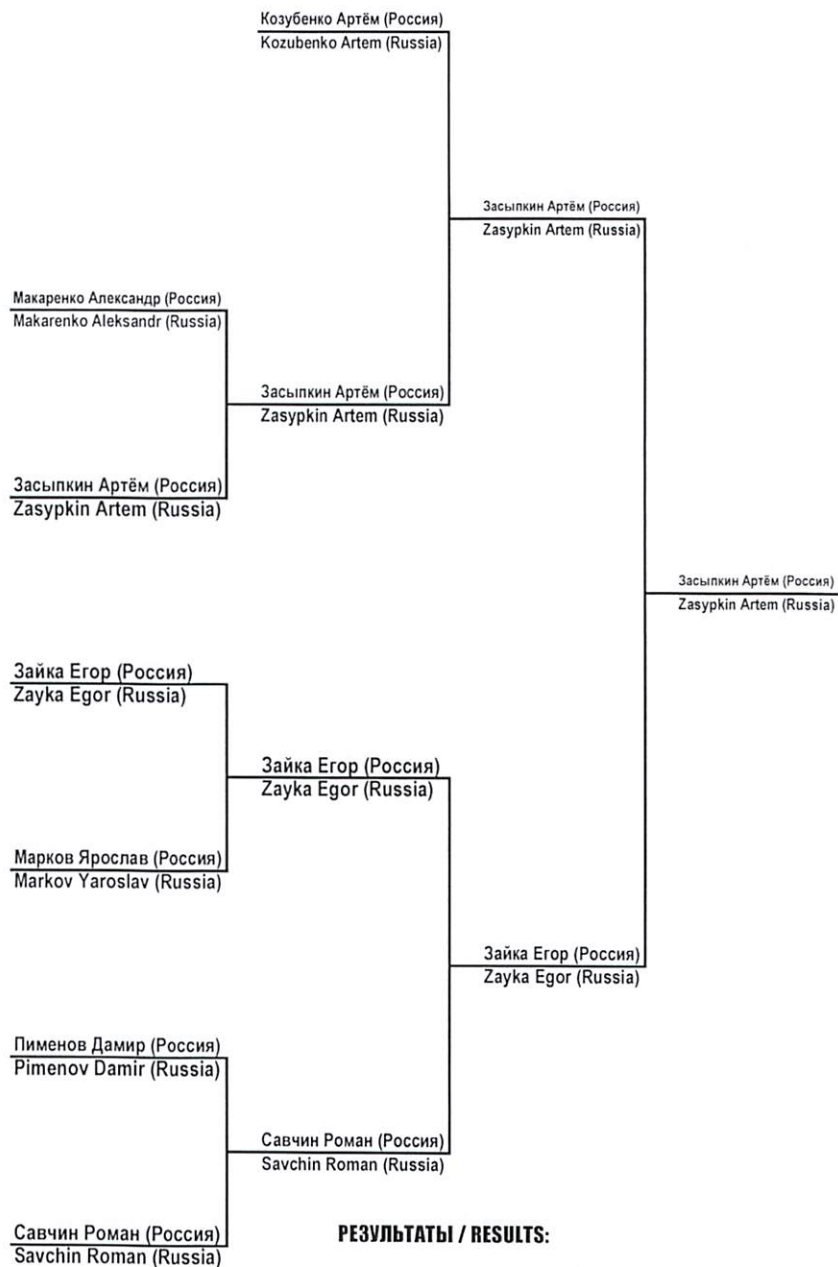 Козубенко Артём (Россия)
Kozubenko Artem (Russia)
Засыпкин Артём (Россия)
Zasypkin Artem (Russia)
Макаренко Александр (Россия)
Makarenko Aleksandr (Russia)
Засыпкин Артём (Россия)
Zasypkin Artem (Russia)
Засыпкин Артём (Россия)
Zasypkin Artem (Russia)
Засыпкин Артём (Россия)
Zasypkin Artem (Russia)
Зайка Егор (Россия)
Zayka Egor (Russia)
Зайка Егор (Россия)
Zayka Egor (Russia)
Марков Ярослав (Россия)
Markov Yaroslav (Russia)
Зайка Егор (Россия)
Zayka Egor (Russia)
Пименов Дамир (Россия)
Pimenov Damir (Russia)
Савчин Роман (Россия)
Savchin Roman (Russia)
Савчин Роман (Россия)
Savchin Roman (Russia)
РЕЗУЛЬТАТЫ / RESULTS: